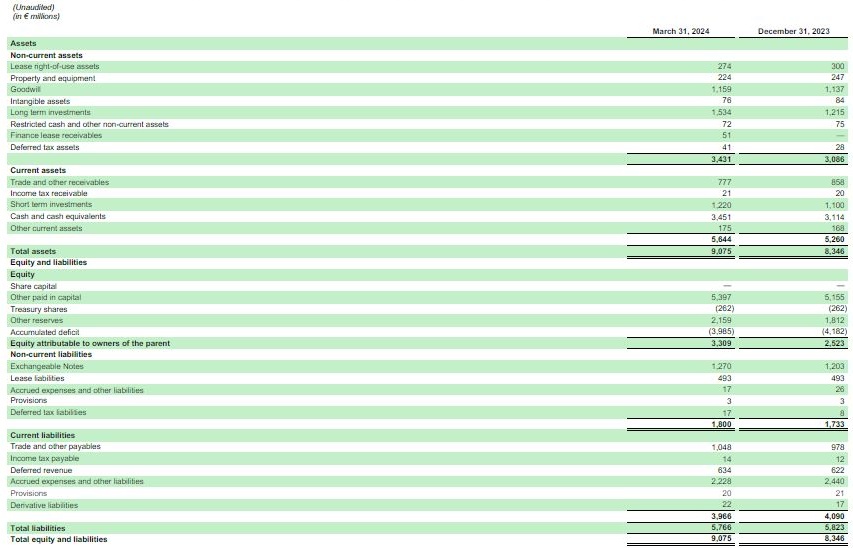 (Unaudited)
(in € millions)
March 31, 2024 December 31, 2023
Assets
Non-current assets
Lease right-of-use assets 274 300
Property and equipment 224 247
Goodwill 1,159 1,137
Intangible assets 76 84
Long term investments 1,534 1,215
Restricted cash and other non-current assets 72 75
Finance lease receivables 51 —
Deferred tax assets 41 28
3,431 3,086
Current assets
Trade and other receivables 777 858
Income tax receivable 21 20
Short term investments 1,220 1,100
Cash and cash equivalents 3,451 3,114
Other current assets 175 168
5,644 5,260
Total assets 9,075 8,346
Equity and liabilities
Equity
Share capital — —
Other paid in capital 5,397 5,155
Treasury shares (262) (262)
Other reserves 2,159 1,812
Accumulated deficit (3,985) (4,182)
Equity attributable to owners of the parent 3,309 2,523
Non-current liabilities
Exchangeable Notes 1,270 1,203
Lease liabilities 493 493
Accrued expenses and other liabilities 17 26
Provisions 3 3
Deferred tax liabilities 17 8
1,800 1,733
Current liabilities
Trade and other payables 1,048 978
Income tax payable 14 12
Deferred revenue 634 622
Accrued expenses and other liabilities 2,228 2,440
Provisions 20 21
Derivative liabilities 22 17
3,966 4,090
Total liabilities 5,766 5,823
Total equity and liabilities 9,075 8,346